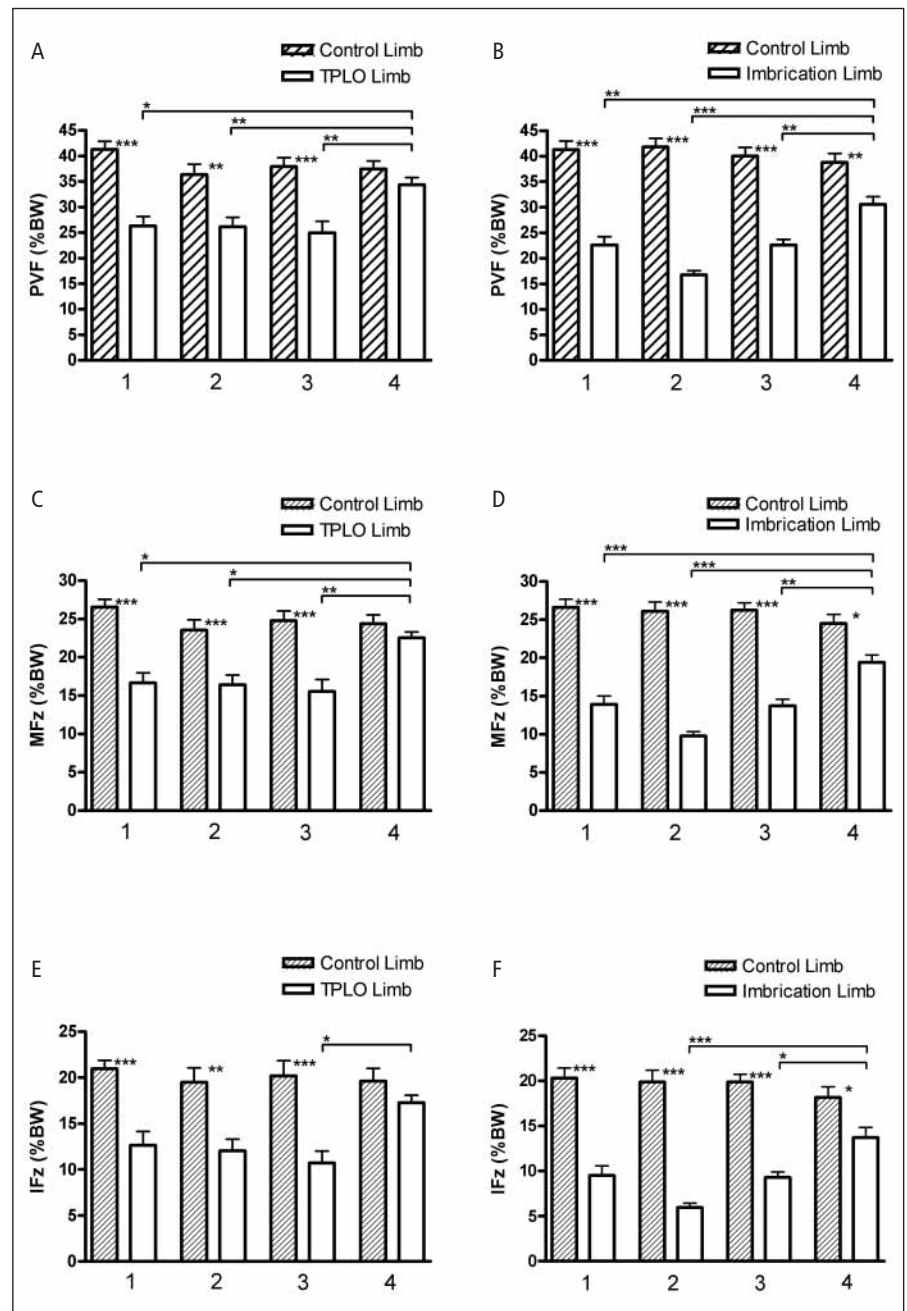 A
Control Limb
TPLO Limb
*
**
**
45
40
35
30
25
20
15
10
5
0
PVF (%BW)
***
**
***
1 2 3 4
B
Control Limb
Imbrication Limb
**
***
**
45
40
35
30
25
20
15
10
5
0
PVF (%BW)
***
***
***
**
1 2 3 4
C
Control Limb
TPLO Limb
*
*
**
30
25
20
15
10
5
0
MFz (%BW)
***
***
***
1 2 3 4
D
Control Limb
Imbrication Limb
***
***
**
30
25
20
15
10
5
0
MFz (%BW)
***
***
***
*
1 2 3 4
E
Control Limb
TPLO Limb
*
25
20
15
10
5
0
IFz (%BW)
***
**
***
1 2 3 4
F
Control Limb
Imbrication Limb
***
*
25
20
15
10
5
0
IFz (%BW)
***
***
***
*
1 2 3 4